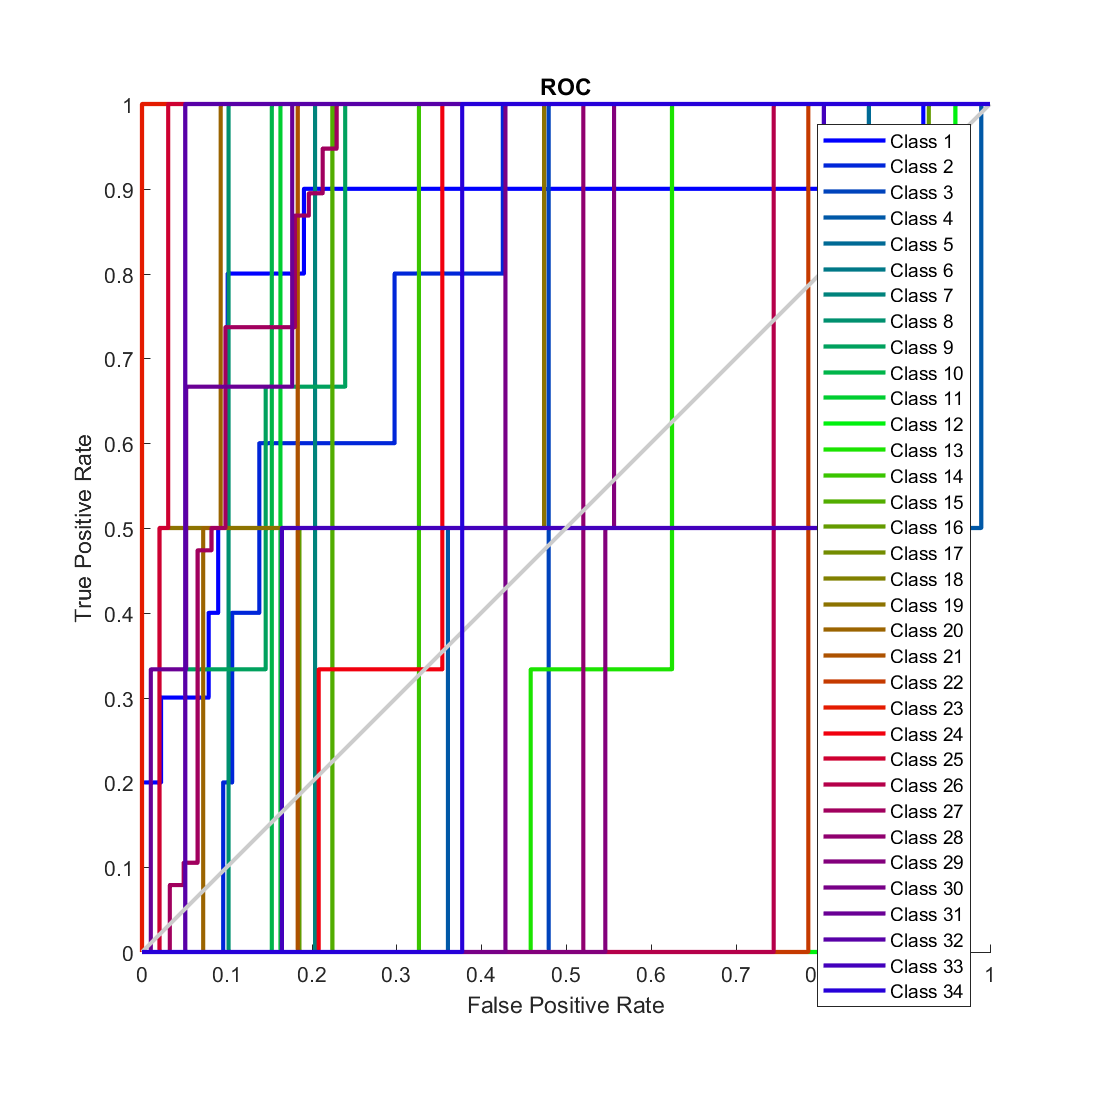 ROC
1
0.9
0.8
0.7
0.6
0.5
0.4
0.3
0.2
0.1
0
True Positive Rate
0 0.1 0.2 0.3 0.4 0.5 0.6 0.7 1
False Positive Rate
Class 1
Class 2
Class 3
Class 4
Class 5
Class 6
Class 7
Class 8
Class 9
Class 10
Class 11
Class 12
Class 13
Class 14
Class 15
Class 16
Class 17
Class 18
Class 19
Class 20
Class 21
Class 22
Class 23
Class 24
Class 25
Class 26
Class 27
Class 28
Class 29
Class 30
Class 31
Class 32
Class 33
Class 34